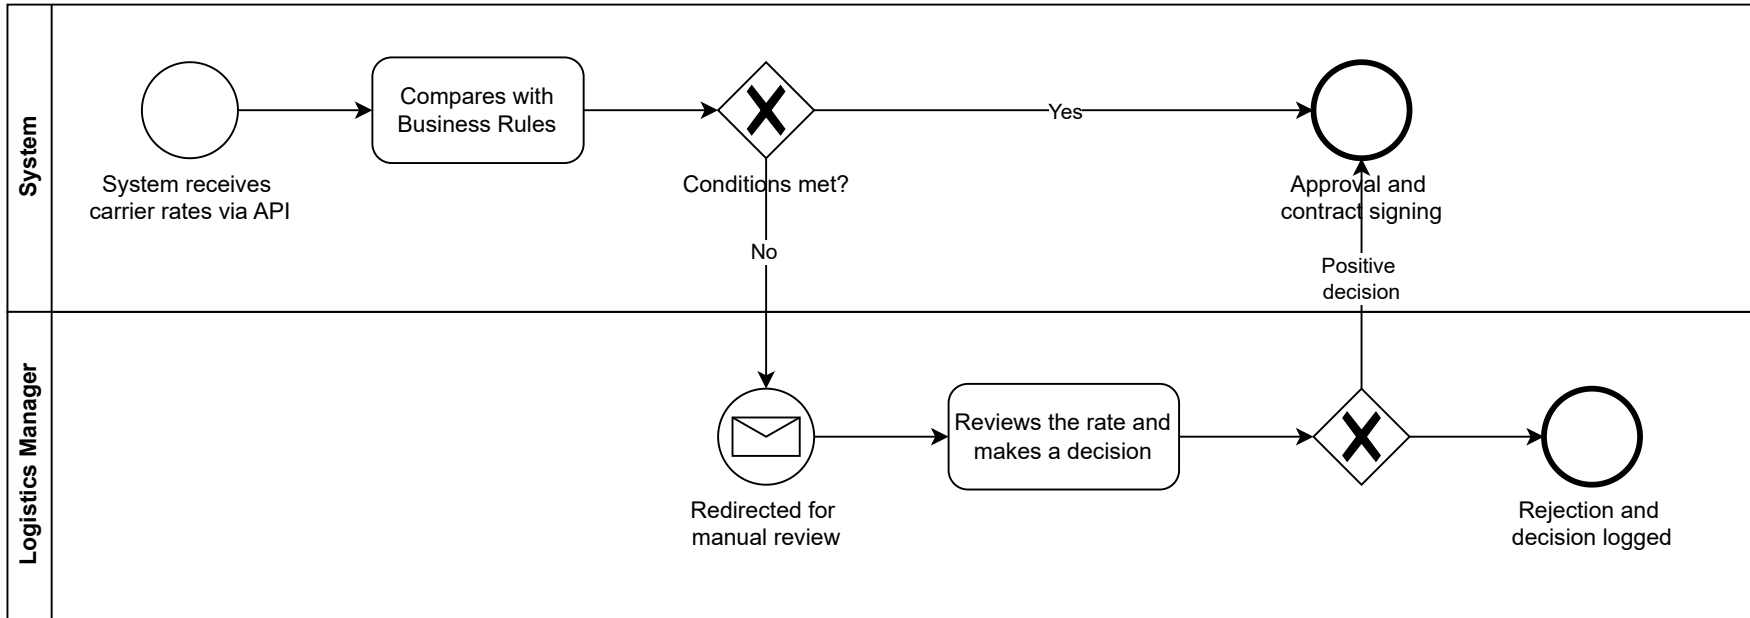 System
System receives
carrier rates via API
Compares with
Business Rules
Conditions met?
Yes
No
Approval and
contract signing
Positive
decision
Logistics Manager
Redirected for
manual review
Reviews the rate and
makes a decision
Rejection and
decision logged